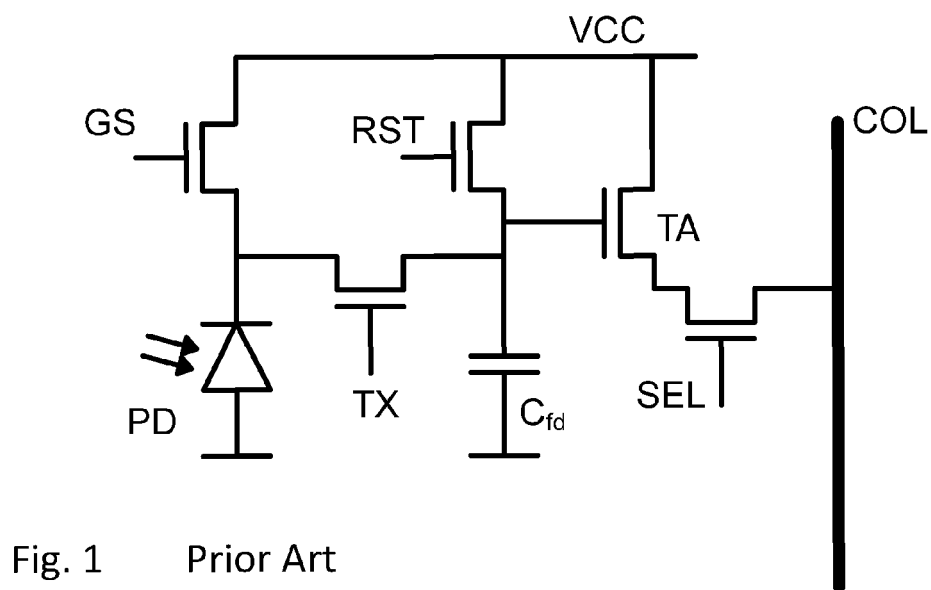 VCC
GS
RST
COL
TA
PD
TX
Cfd
SEL
Fig. 1 Prior Art